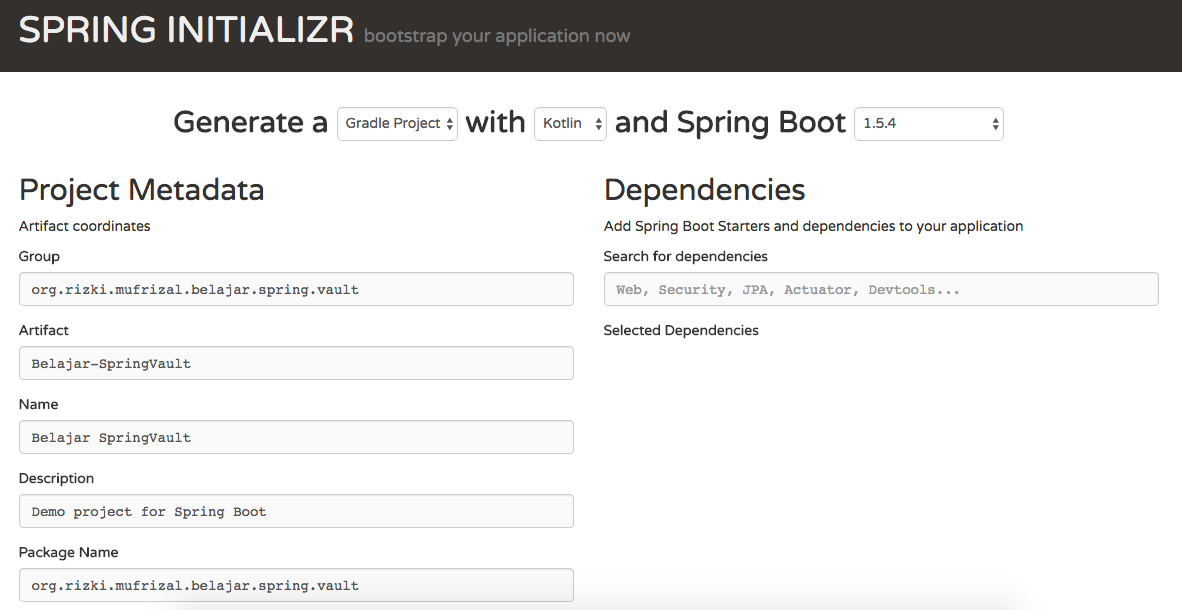 SPRING INITIALIZR bootstrap your application now
Generate a Gradle Project with Kotlin and Spring Boot 1.5.4
Project Metadata
Artifact coordinates
Group
org.rizki.mufrizal.belajar.spring.vault
Artifact
Belajar-SpringVault
Name
Belajar SpringVault
Description
Demo project for Spring Boot
Package Name
org.rizki.mufrizal.belajar.spring.vault
Dependencies
Add Spring Boot Starters and dependencies to your application
Search for dependencies
Web, Security, JPA, Actuator, Devtools...
Selected Dependencies